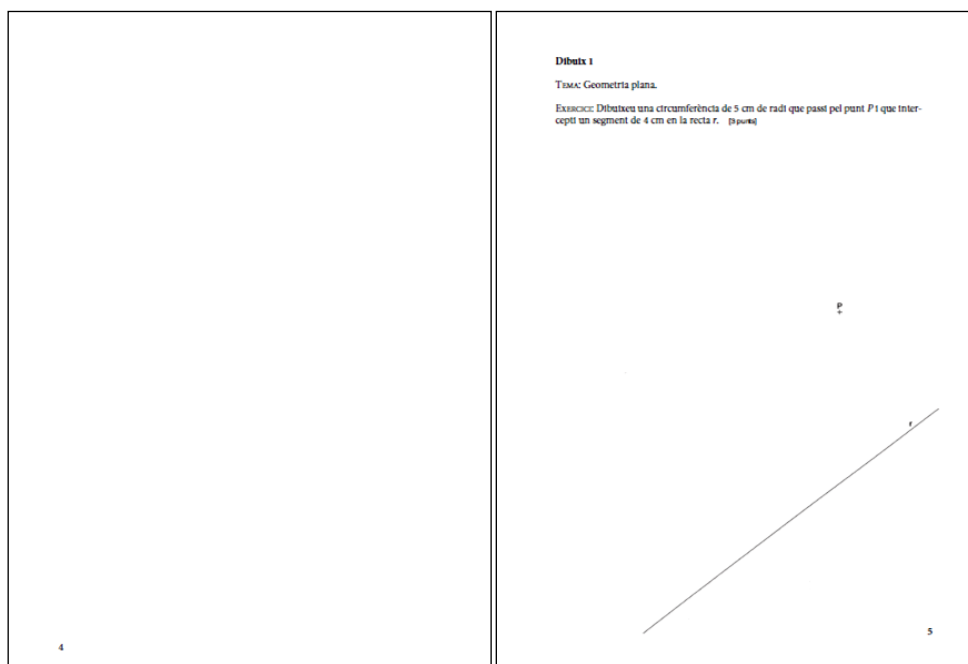 4
Dibuix 1
TEMA: Geometria plana.
EXERCICI: Dibuixeu una circumferència de 5 cm de radi que passi pel punt P i que inter-
cepti un segment de 4 cm en la recta r. [3 punts]
P
r
5